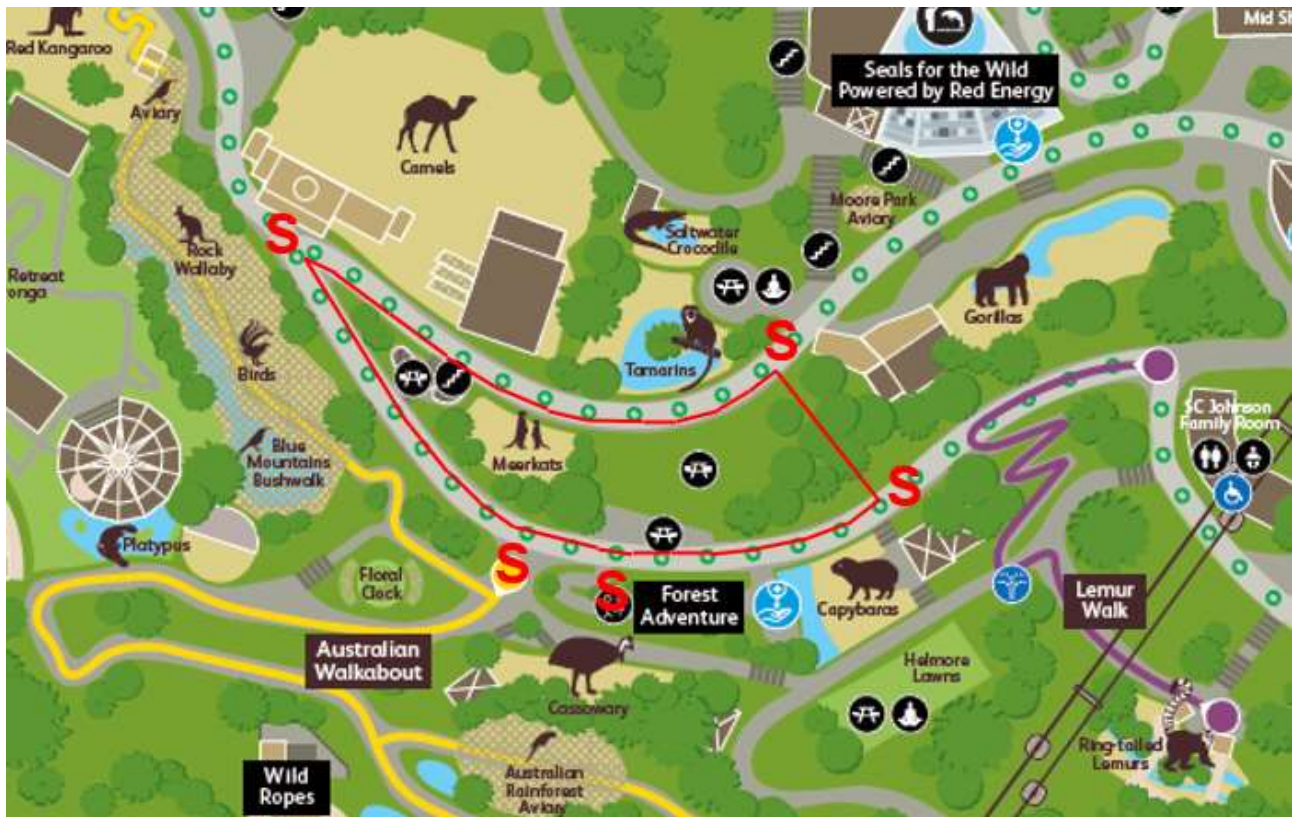 Red Kangaroo
Aviary
Camels
Seals for the Wild
Powered by Red Energy
Mid Sh
Moore Park
Aviary
Saltwater
Crocodile
S
Rock
Wallaby
Retreat
onga
Gorillas
S
Tamarins
Birds
SC Johnson
Family Room
Meerkats
Blue
Mountains
Bushwalk
S
Platypus
S
Floral
Clock
S
Forest
Adventure
Capybaras
Lemur
Walk
Australian
Walkabout
Helmore
Lawns
Cassowary
Ring-tailed
Lemurs
Wild
Ropes
Australian
Rainforest
Aviary